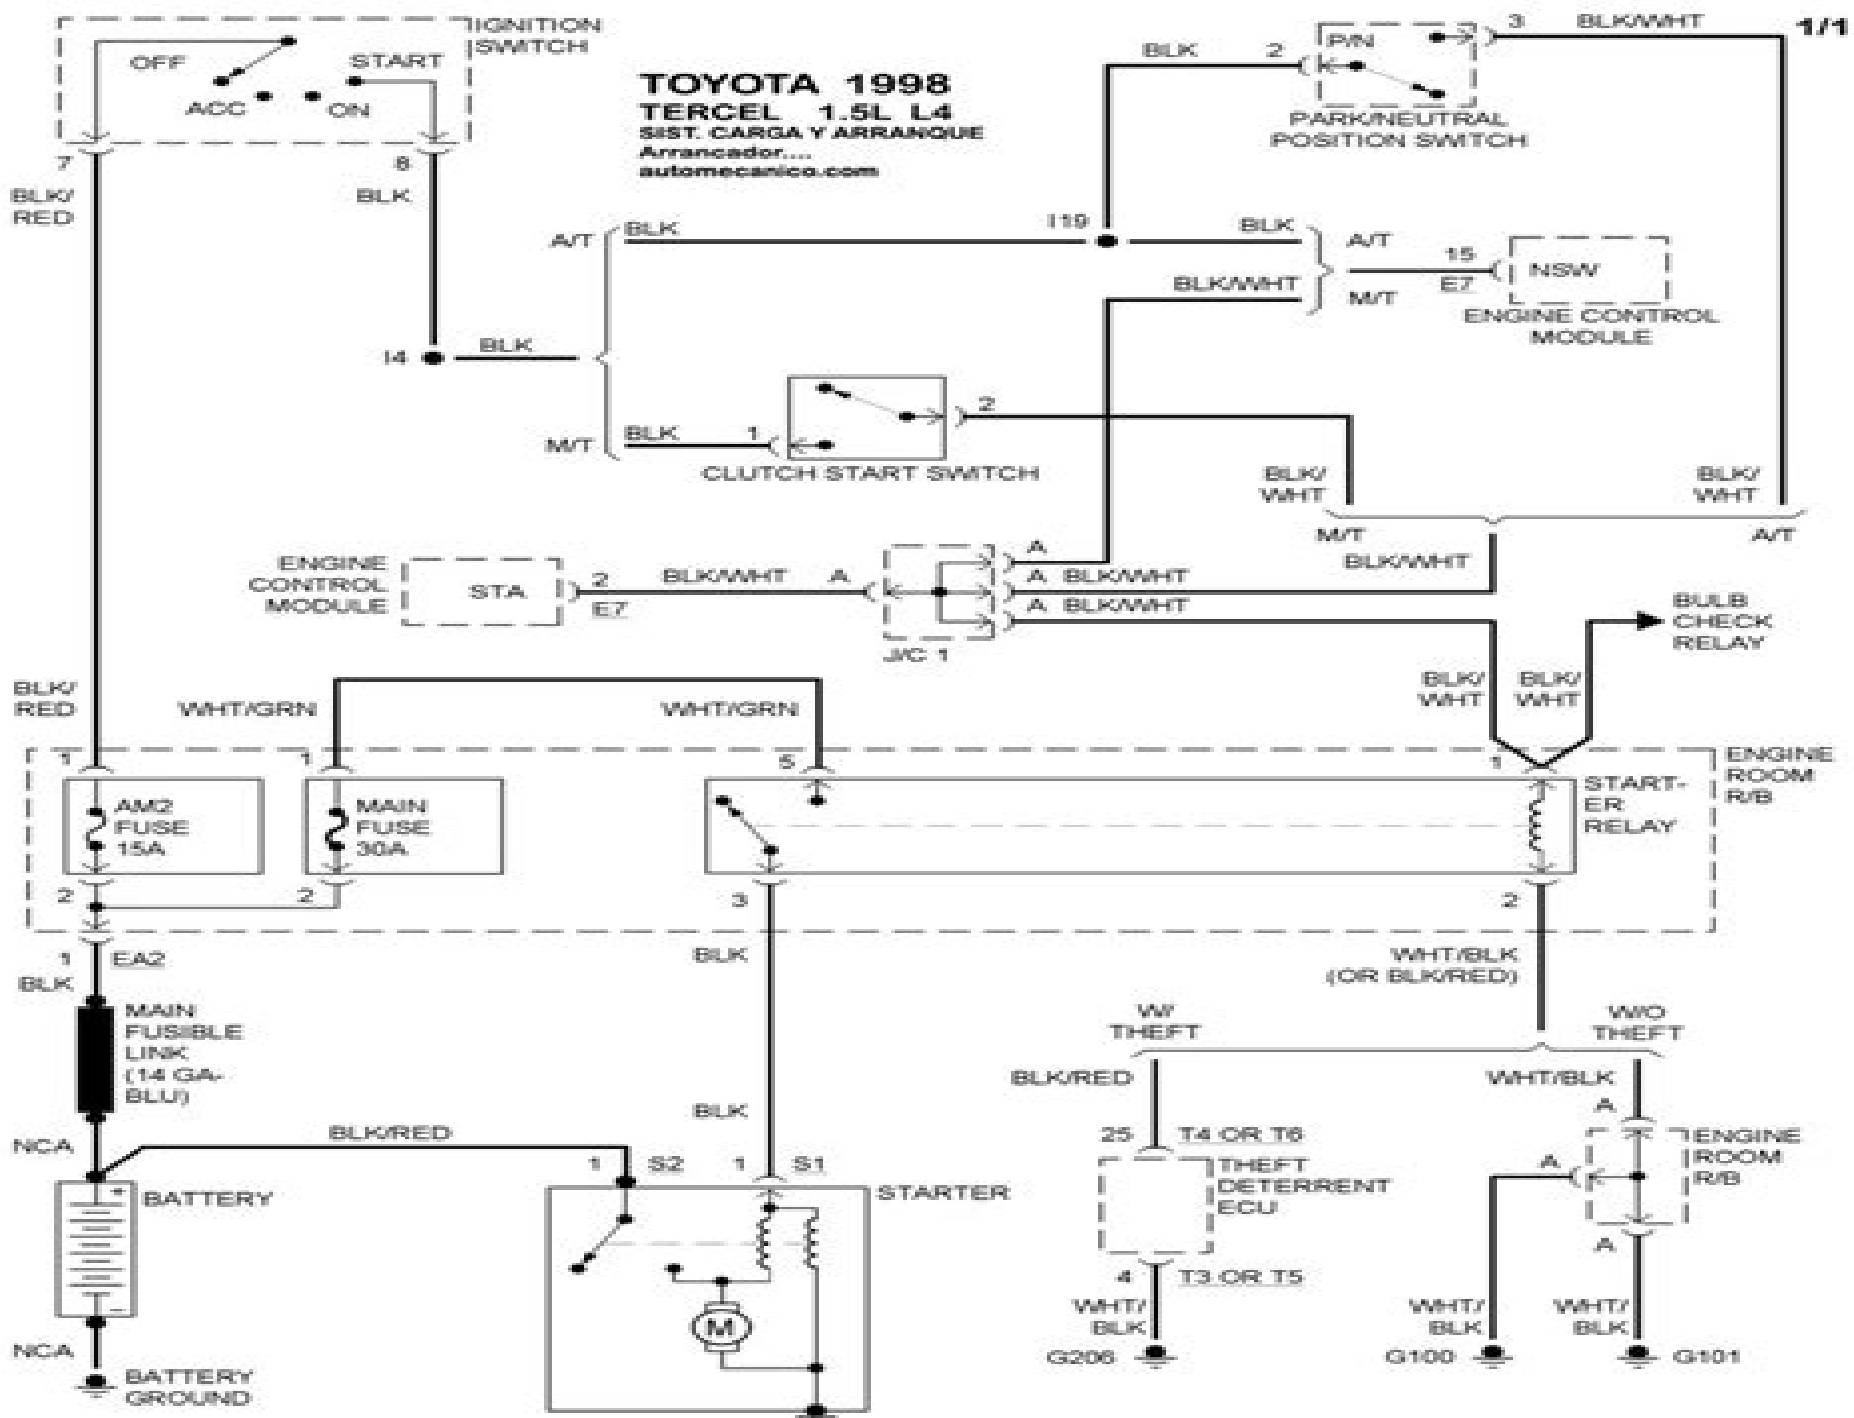 IGNITION
SWITCH
OFF
START
ACC
ON
7
8
BLK/
RED
BLK
TOYOTA 1998
TERCEL 1.5L L4
SIST. CARGA Y ARRANQUE
Arrancador....
automecanico.com
1/1
BLK
2
P/N
3
BLK/WHT
PARK/NEUTRAL
POSITION SWITCH
A/T
BLK
I19
BLK
A/T
BLK/WHT
M/T
15
E7
NSW
ENGINE CONTROL
MODULE
I4
BLK
M/T
BLK
1
2
CLUTCH START SWITCH
BLK/
WHT
BLK/
WHT
M/T
A/T
BLK/WHT
ENGINE
CONTROL
MODULE
STA
2
E7
BLK/WHT
A
A
A BLK/WHT
A BLK/WHT
J/C 1
BULB
CHECK
RELAY
BLK/
WHT
BLK/
WHT
BLK/
RED
WHT/GRN
WHT/GRN
1
1
5
1
ENGINE
ROOM
R/B
AM2
FUSE
15A
MAIN
FUSE
30A
START-
ER
RELAY
2
2
3
2
1
EA2
BLK
BLK
WHT/BLK
(OR BLK/RED)
MAIN
FUSIBLE
LINK
(14 GA-
BLU)
W/
THEFT
W/O
THEFT
BLK/RED
WHT/BLK
A
NCA
BLK/RED
BLK
1
S2
1
S1
25
T4 OR T6
THEFT
DETERRENT
ECU
A
ENGINE
ROOM
R/B
BATTERY
+
-
STARTER
M
4
T3 OR T5
A
WHT/
BLK
WHT/
BLK
WHT/
BLK
NCA
BATTERY
GROUND
G206
G100
G101